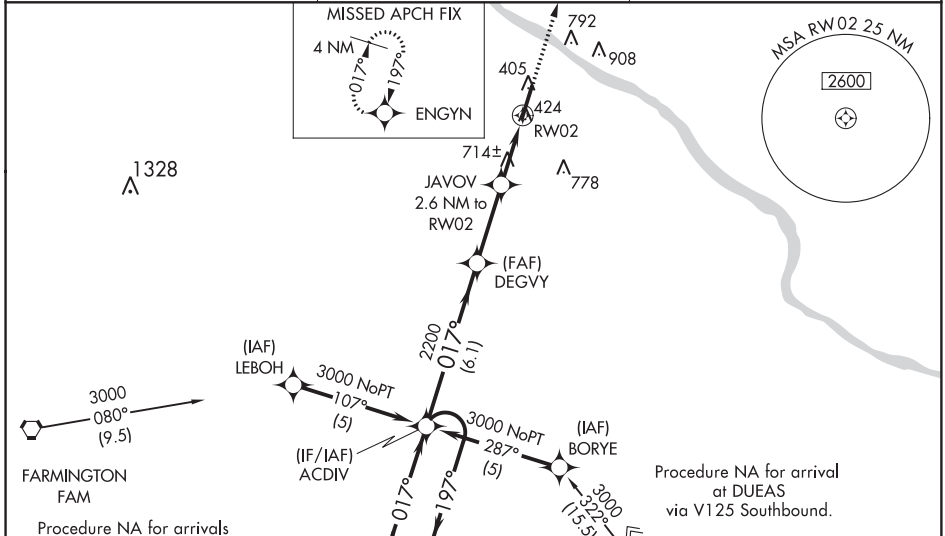 MISSED APCH FIX
4 NM
017°
197°
ENGYN
792
908
405
424
RW02
714±
778
JAVOV
2.6 NM to
RW02
1328
MSA RW02 25 NM
2600
(FAF)
DEGVY
2200
017°
(6.1)
(IAF)
LEBOH
3000 NoPT
107°
(5)
3000
080°
(9.5)
FARMINGTON
FAM
(IF/IAF)
ACDIV
3000 NoPT
287°
(5)
(IAF)
BORYE
3000
322°
(15.5)
017°
197°
Procedure NA for arrival
at DUEAS
via V125 Southbound.
Procedure NA for arrivals